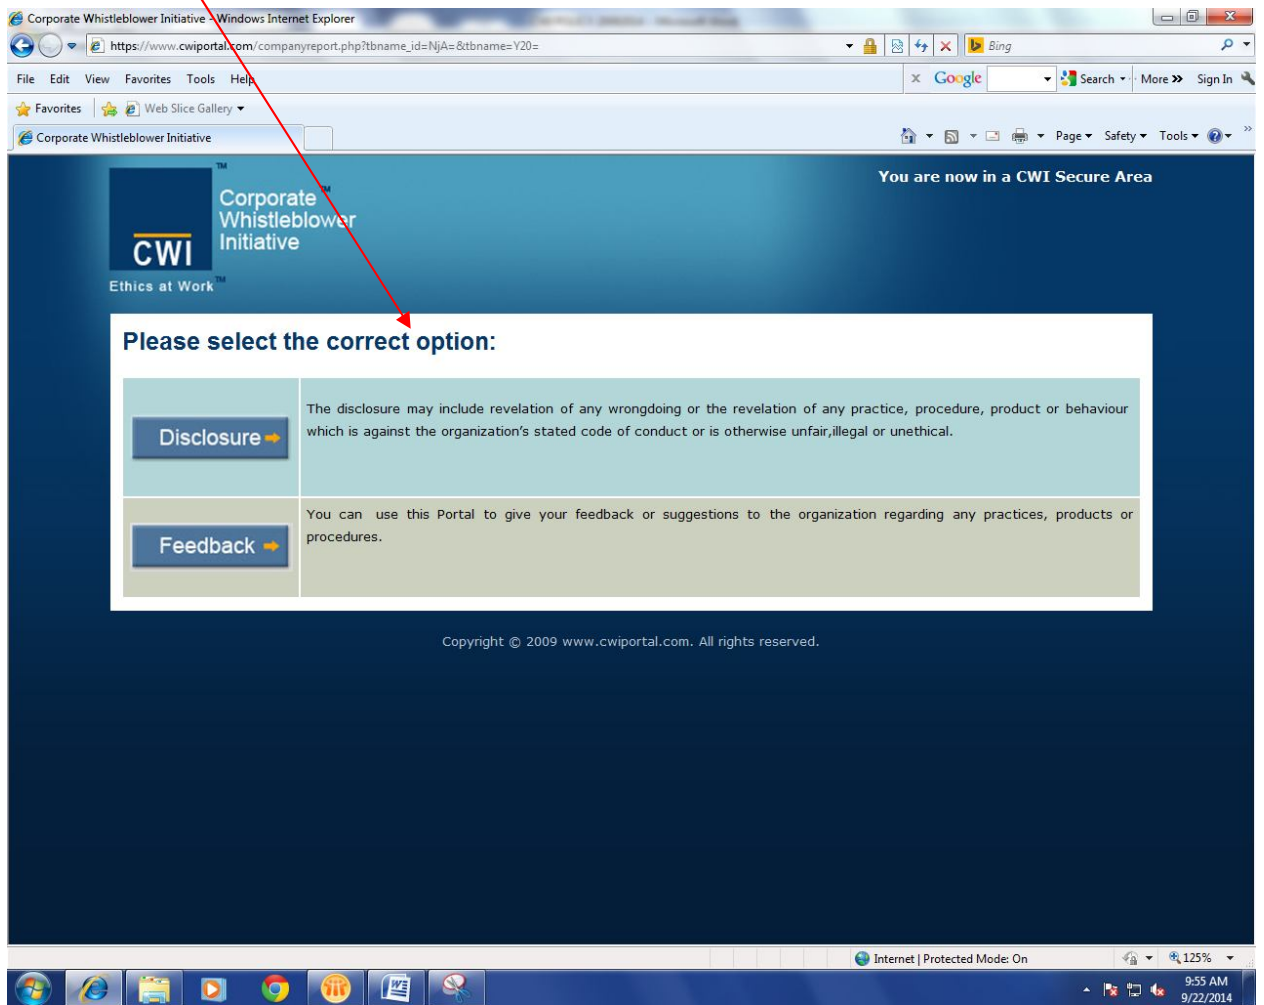 Corporate Whistleblower Initiative - Windows Internet Explorer
https://www.cwiportal.com/companyreport.php?tbname_id=NjA=&tbname=Y20=
Bing
File Edit View Favorites Tools Help
x Google Search More >> Sign In
Favorites Web Slice Gallery
Corporate Whistleblower Initiative
Page Safety Tools
You are now in a CWI Secure Area
TM
Corporate TM
Whistleblower
Initiative
CWI
Ethics at Work TM
Please select the correct option:
Disclosure
The disclosure may include revelation of any wrongdoing or the revelation of any practice, procedure, product or behaviour
which is against the organization's stated code of conduct or is otherwise unfair,illegal or unethical.
Feedback
You can use this Portal to give your feedback or suggestions to the organization regarding any practices, products or
procedures.
Copyright © 2009 www.cwiportal.com. All rights reserved.
Internet | Protected Mode: On
125%
9:55 AM
9/22/2014